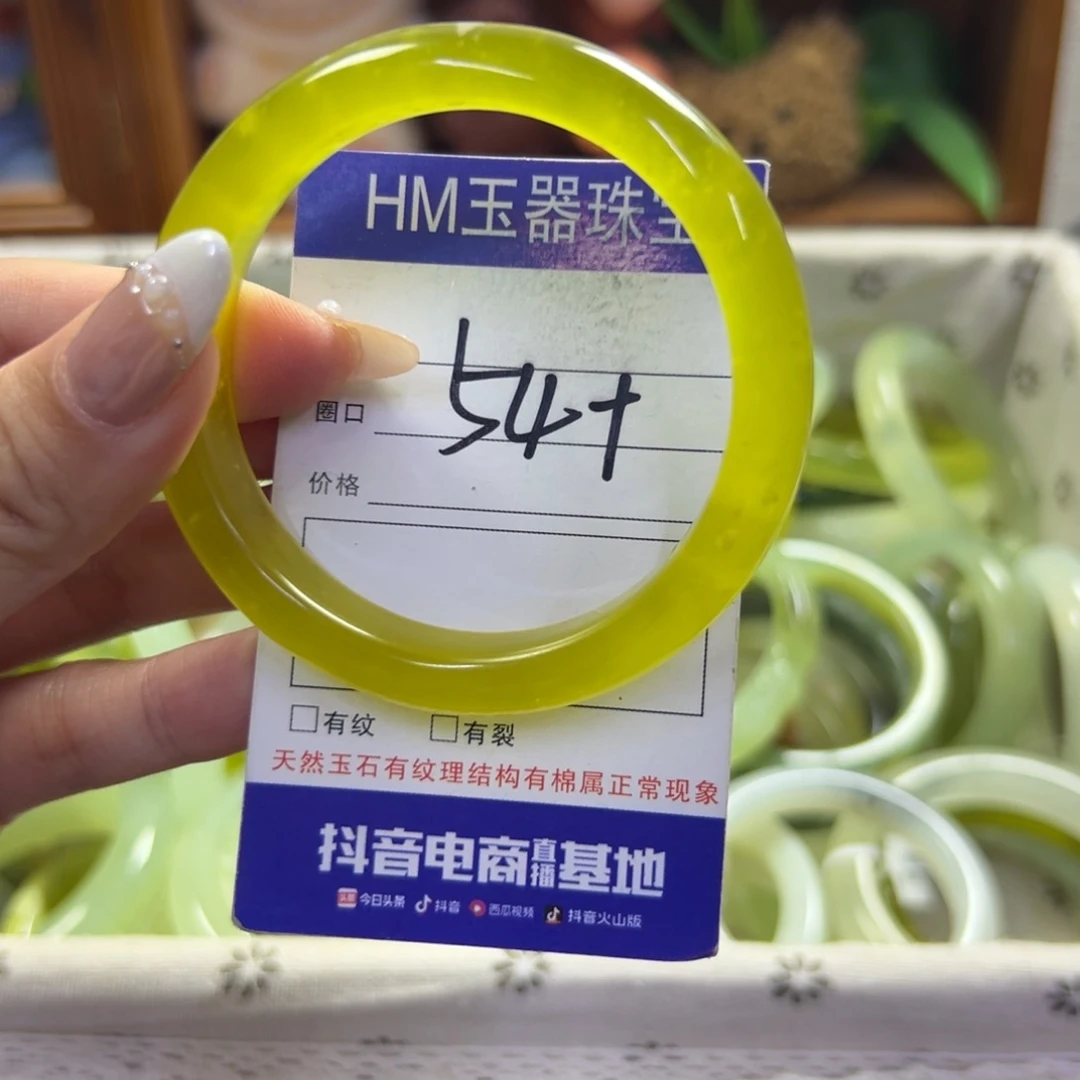 HM玉器珠宝
54+
圈口
价格
有纹 有裂
天然玉石有纹理结构有棉属正常现象
抖音电商直播基地
头条 今日头条 抖音 西瓜视频 抖音火山版